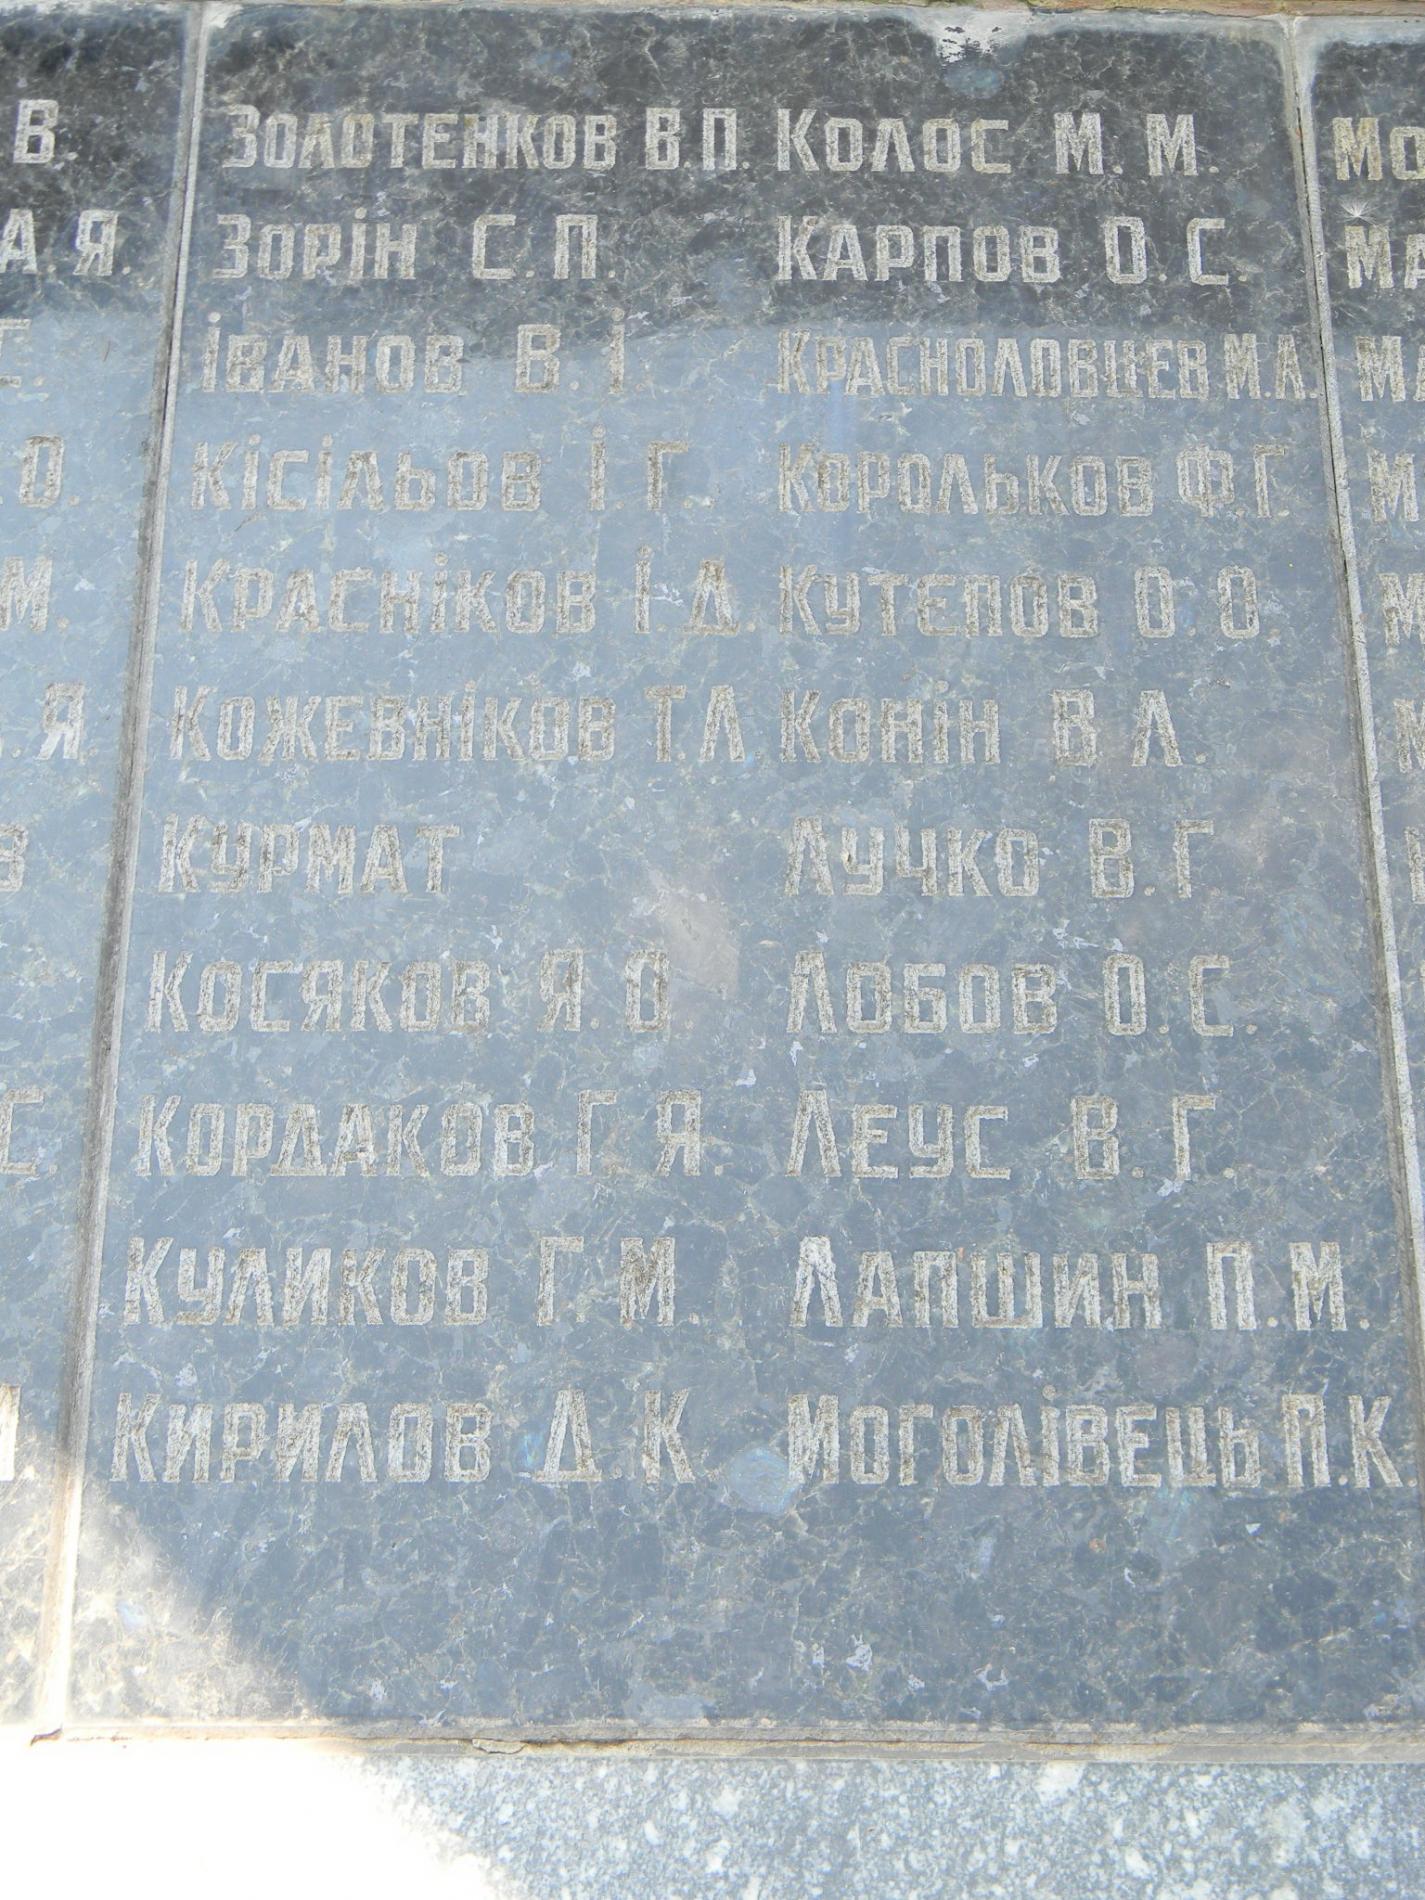 Золотенков В.П.
Зорін С.П.
Іванов В.І
Кісільов І.Г.
Красніков І.Д.
Кожевніков Т.Л.
Курмат
Косяков Я.О.
Кордаков Г.Я.
Куликов Г.М.
Кирилов Д.К.
Колос М.М.
Карпов О.С.
Красноловцев М.А.
Корольков Ф.Г.
Кутєпов О.О.
Конін В.Л.
Лучко В.Г
Лобов О.С.
Леус В.Г.
Лапшин П.М.
Моголівець П.К.